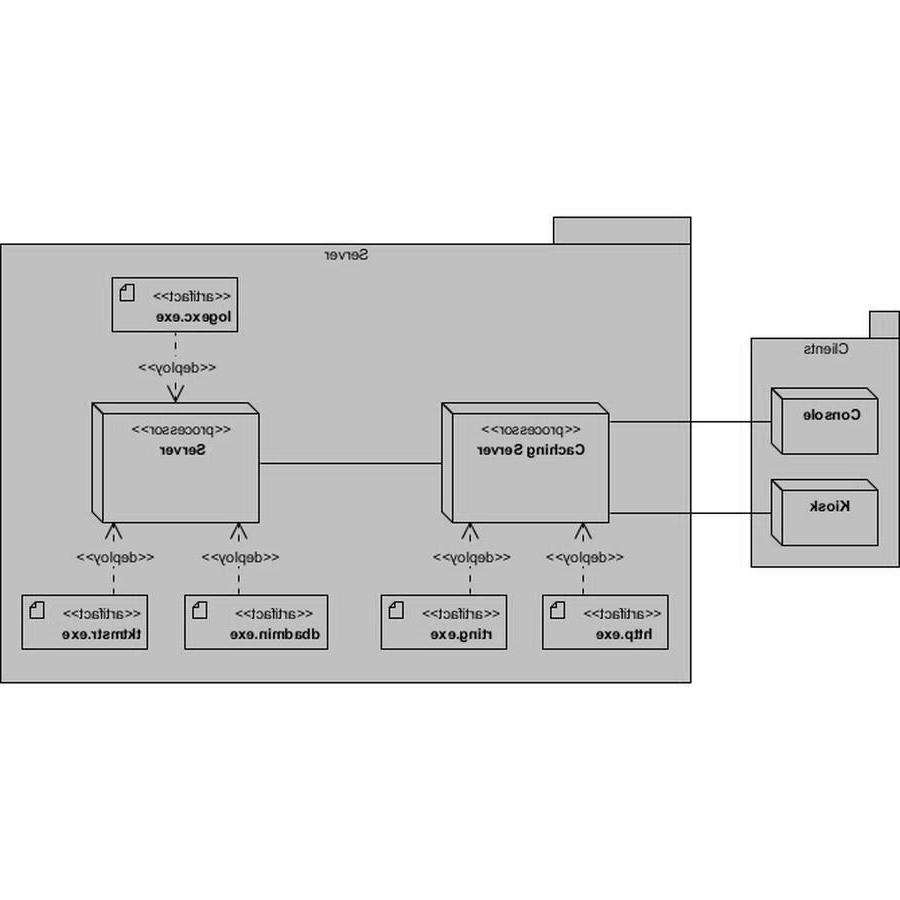 Server
Clients
<<artifact>>
logexc.exe
<<deploy>>
Console
<<processor>>
Caching Server
<<processor>>
Server
Kiosk
<<deploy>>
<<deploy>>
<<deploy>>
<<deploy>>
<<artifact>>
http.exe
<<artifact>>
rting.exe
<<artifact>>
dbadmin.exe
<<artifact>>
tktmstr.exe